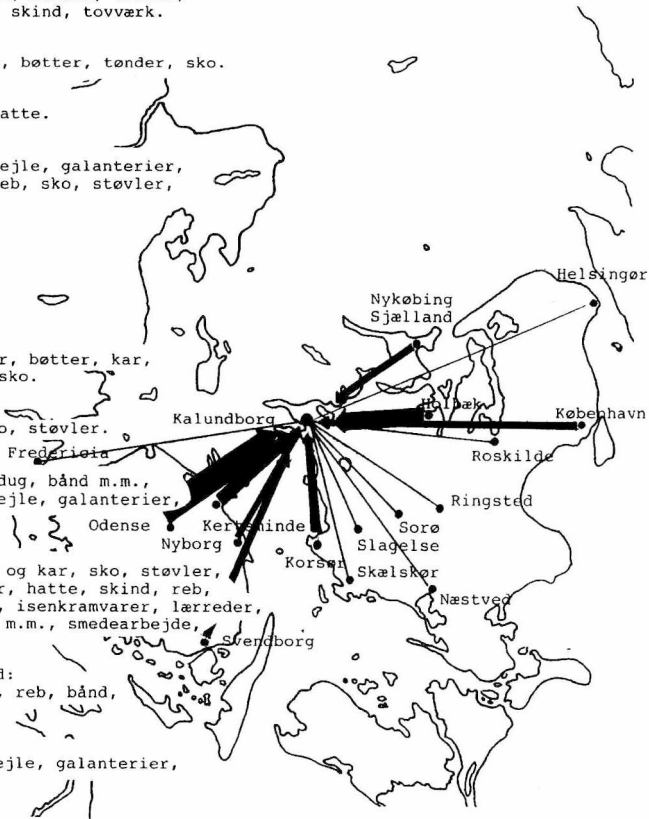 skind, tovværk.
, bøtter, tønder, sko.
atte.
ejle, galanterier,
eb, sko, støvler,
Helsingør
Nykøbing
Sjælland
r, bøtter, kar,
sko.
Holbæk
Kalundborg
København
o, støvler.
Fredericia
Roskilde
dug, bånd m.m.,
ejle, galanterier,
Ringsted
Odense
Kerteminde
Sorø
Nyborg
Slagelse
Korsør
og kar, sko, støvler,
Skælskør
r, hatte, skind, reb,
, isenkramvarer, lærreder,
Næstved
m.m., smedearbejde,
Svendborg
d:
, reb, bånd,
ejle, galanterier,